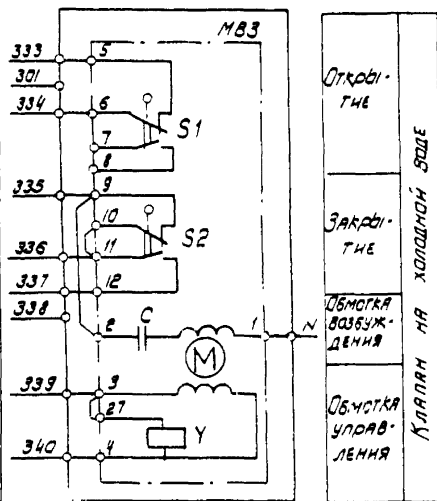 МВ3
333
301
334
335
336
337
338
339
340
5
6
7
8
9
10
11
12
2
1
3
27
4
S1
S2
C
M
Y
N
Откры-
тие
Закры-
тие
Обмотка
возбуж-
дения
Обмотка
управ-
ления
Клапан на холодной воде